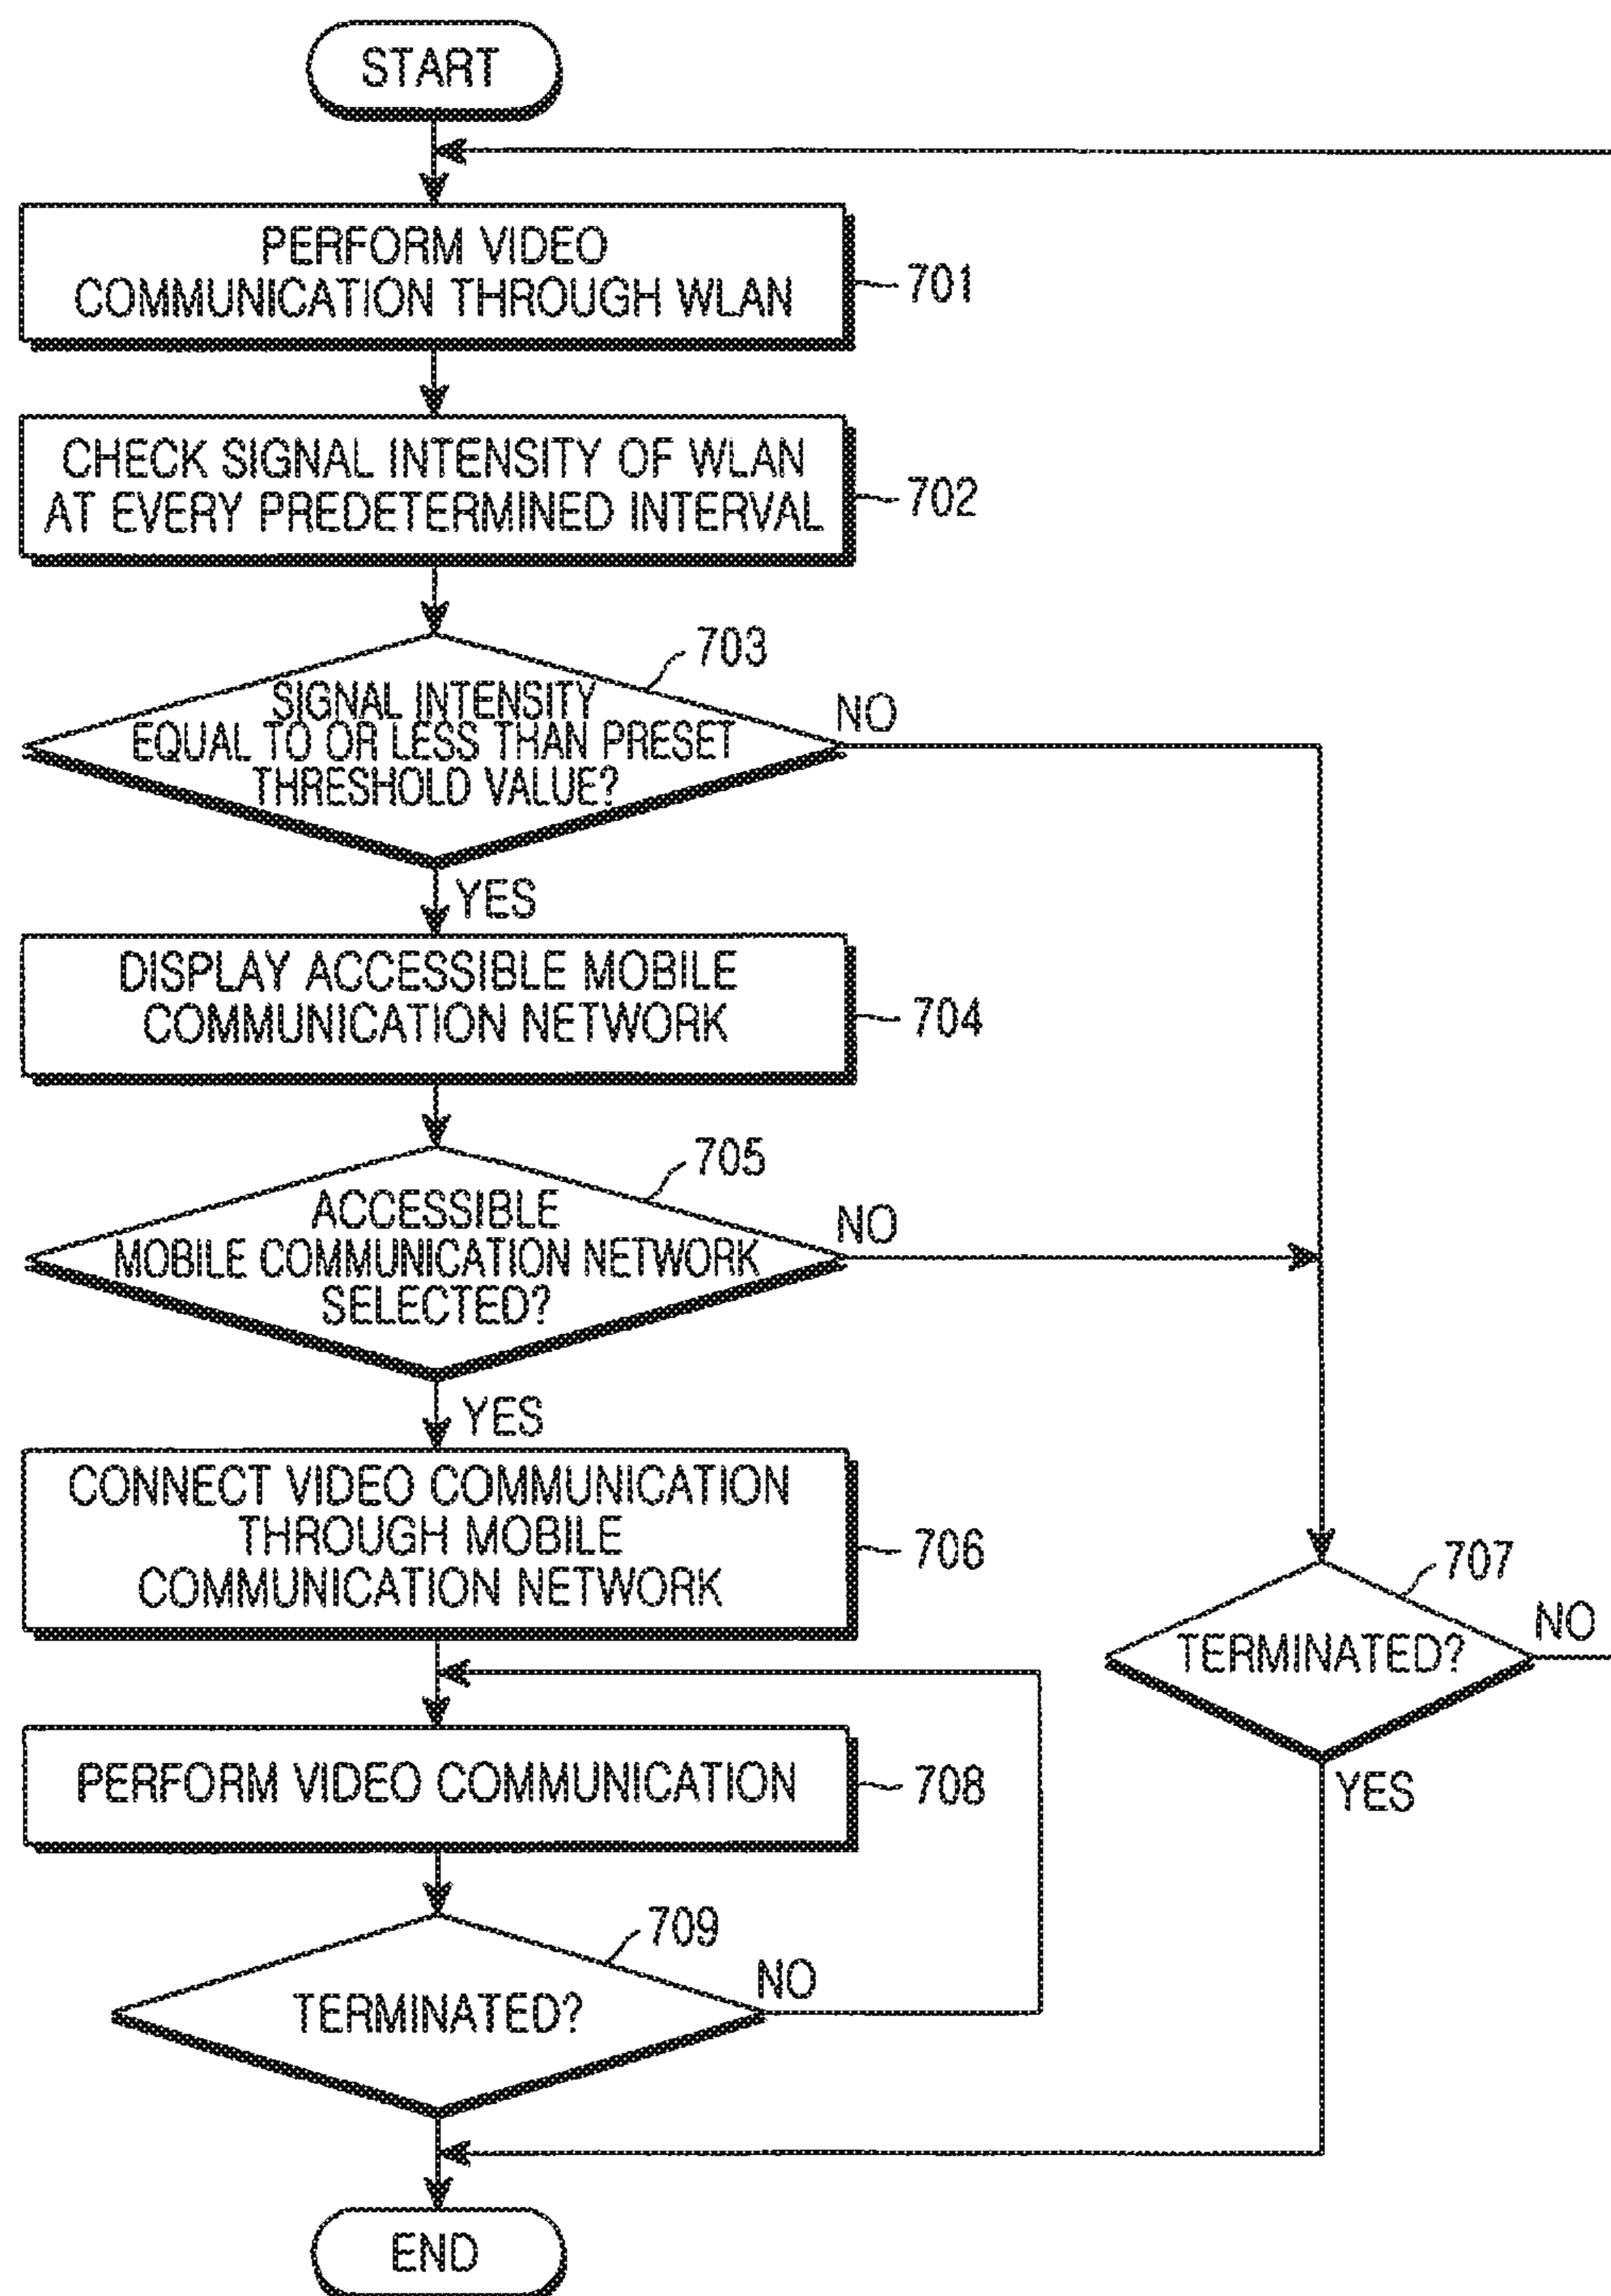 START
PERFORM VIDEO
COMMUNICATION THROUGH WLAN
701
CHECK SIGNAL INTENSITY OF WLAN
AT EVERY PREDETERMINED INTERVAL
702
703
SIGNAL INTENSITY
EQUAL TO OR LESS THAN PRESET
THRESHOLD VALUE?
NO
YES
DISPLAY ACCESSIBLE MOBILE
COMMUNICATION NETWORK
704
705
ACCESSIBLE
MOBILE COMMUNICATION NETWORK
SELECTED?
NO
YES
CONNECT VIDEO COMMUNICATION
THROUGH MOBILE
COMMUNICATION NETWORK
706
707
TERMINATED?
NO
YES
PERFORM VIDEO COMMUNICATION
708
709
TERMINATED?
NO
END